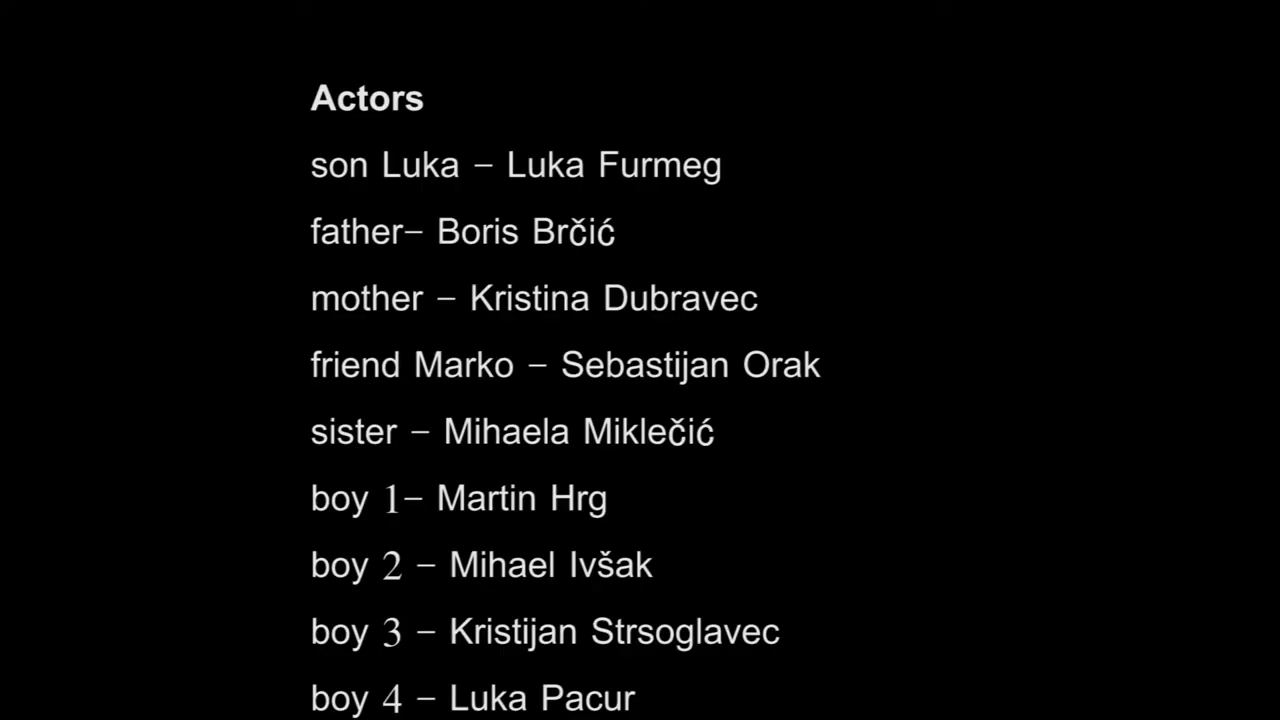 Actors
son Luka – Luka Furmeg
father– Boris Brčić
mother – Kristina Dubravec
friend Marko – Sebastijan Orak
sister – Mihaela Miklečić
boy 1– Martin Hrg
boy 2 – Mihael Ivšak
boy 3 – Kristijan Strsoglavec
boy 4 – Luka Pacur